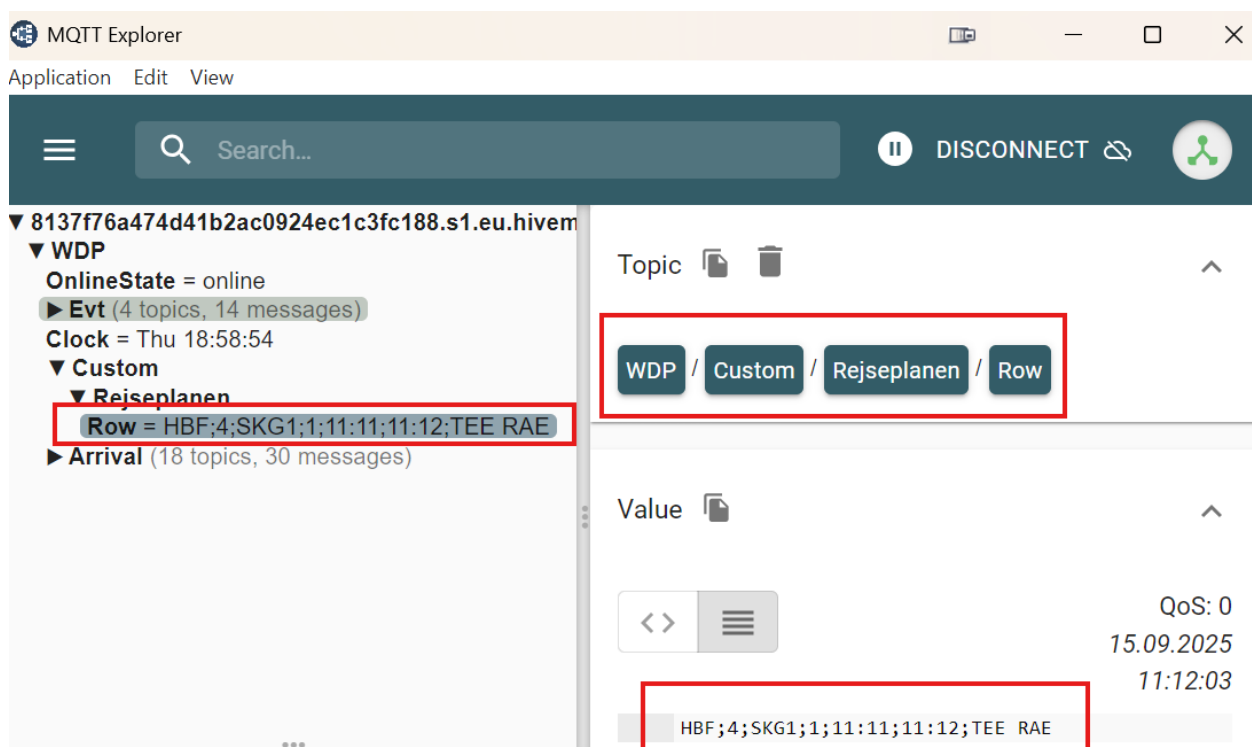 MQTT Explorer
Application Edit View
Search...
DISCONNECT
▼ 8137f76a474d41b2ac0924ec1c3fc188.s1.eu.hivem
▼ WDP
OnlineState = online
▶ Evt (4 topics, 14 messages)
Clock = Thu 18:58:54
▼ Custom
▼ Rejseplanen
Row = HBF;4;SKG1;1;11:11;11:12;TEE RAE
▶ Arrival (18 topics, 30 messages)
Topic
WDP / Custom / Rejseplanen / Row
Value
QoS: 0
15.09.2025
11:12:03
HBF;4;SKG1;1;11:11;11:12;TEE RAE